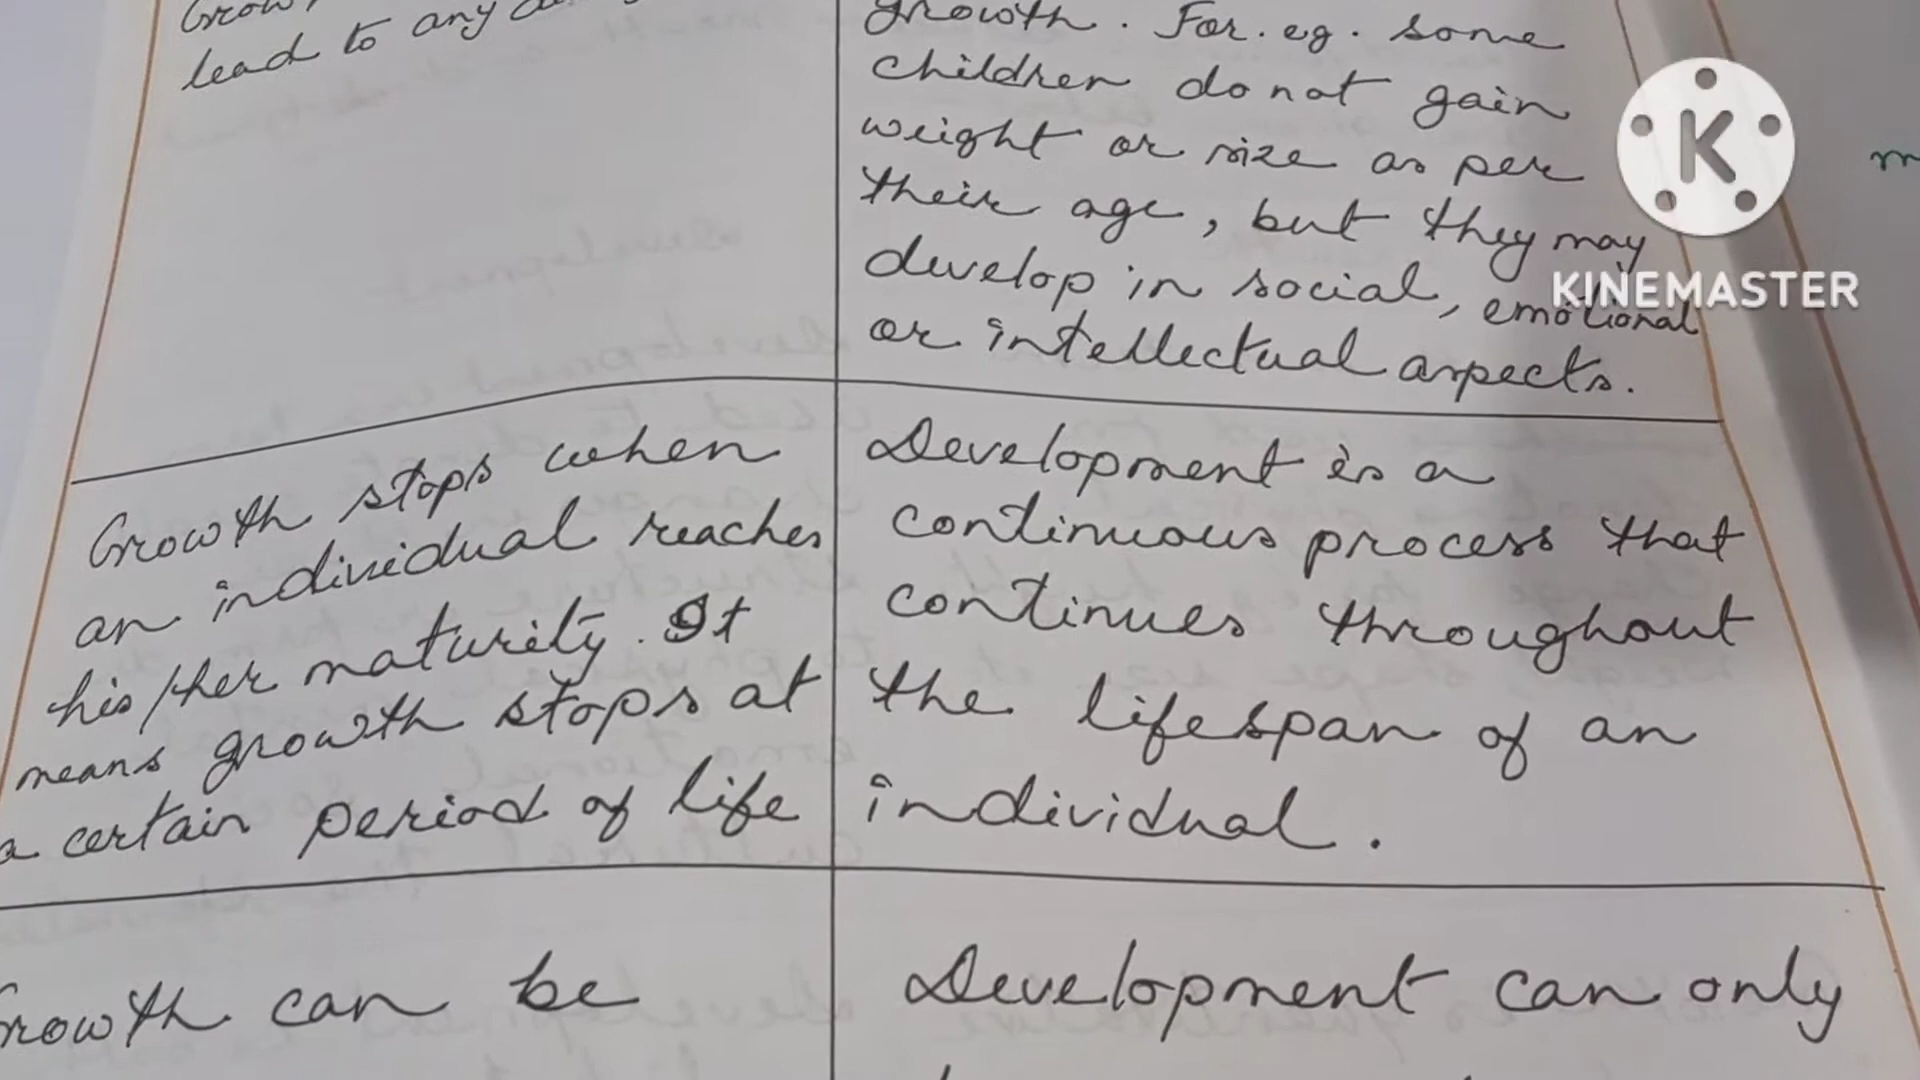 lead to any
growth. For. eg. some
children do not gain
weight or size as per
their age, but they may
develop in social, emotional
or intellectual aspects.
Growth stops when
an individual reaches
his/her maturity. It
means growth stops at
a certain period of life
Development is a
continuous process that
continues throughout
the lifespan of an
individual.
Growth can be
Development can only
K
KINEMASTER